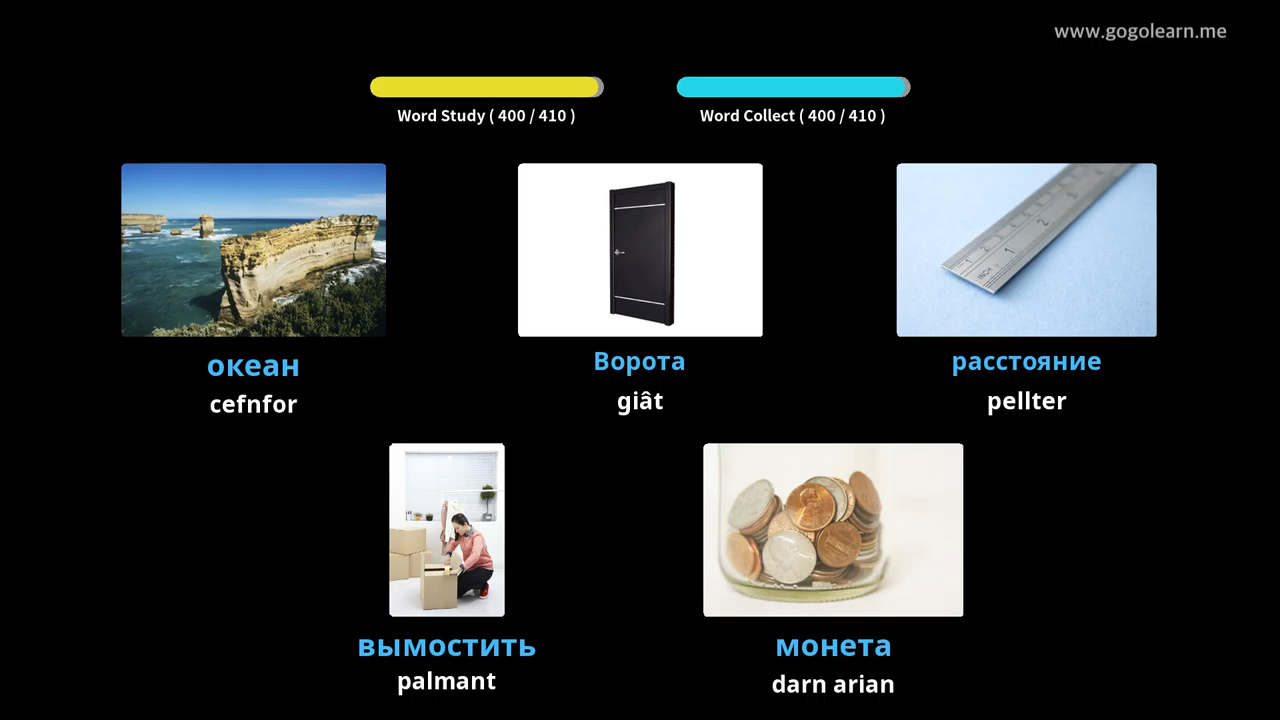 www.gogolearn.me
Word Study ( 400 / 410 )
Word Collect ( 400 / 410 )
океан
cefnfor
Ворота
giât
расстояние
pellter
вымостить
palmant
монета
darn arian